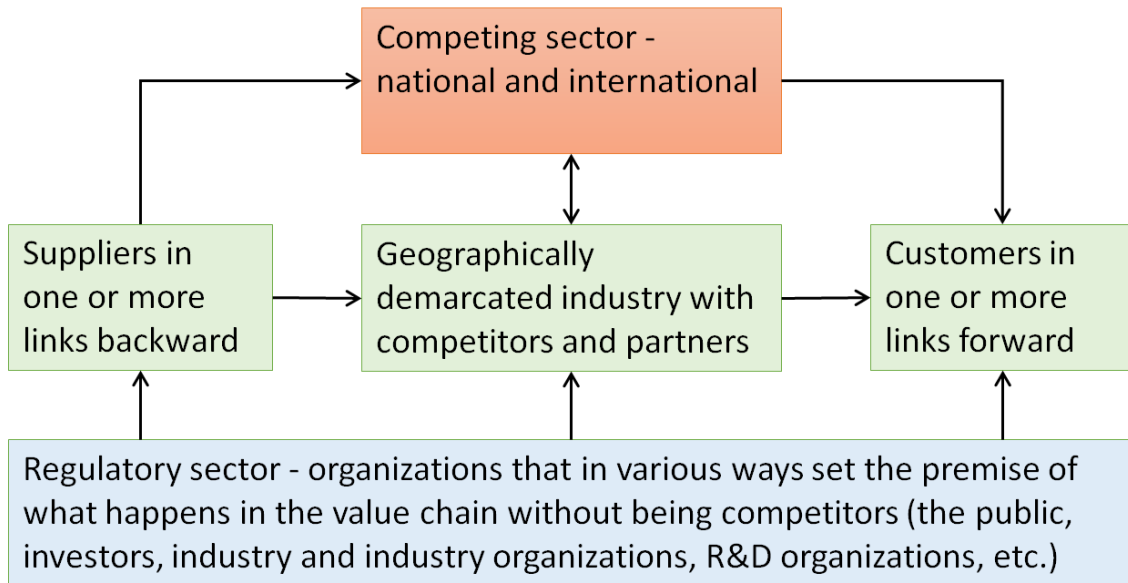 Competing sector -
national and international
Suppliers in
one or more
links backward
Geographically
demarcated industry with
competitors and partners
Customers in
one or more
links forward
Regulatory sector - organizations that in various ways set the premise of
what happens in the value chain without being competitors (the public,
investors, industry and industry organizations, R&D organizations, etc.)